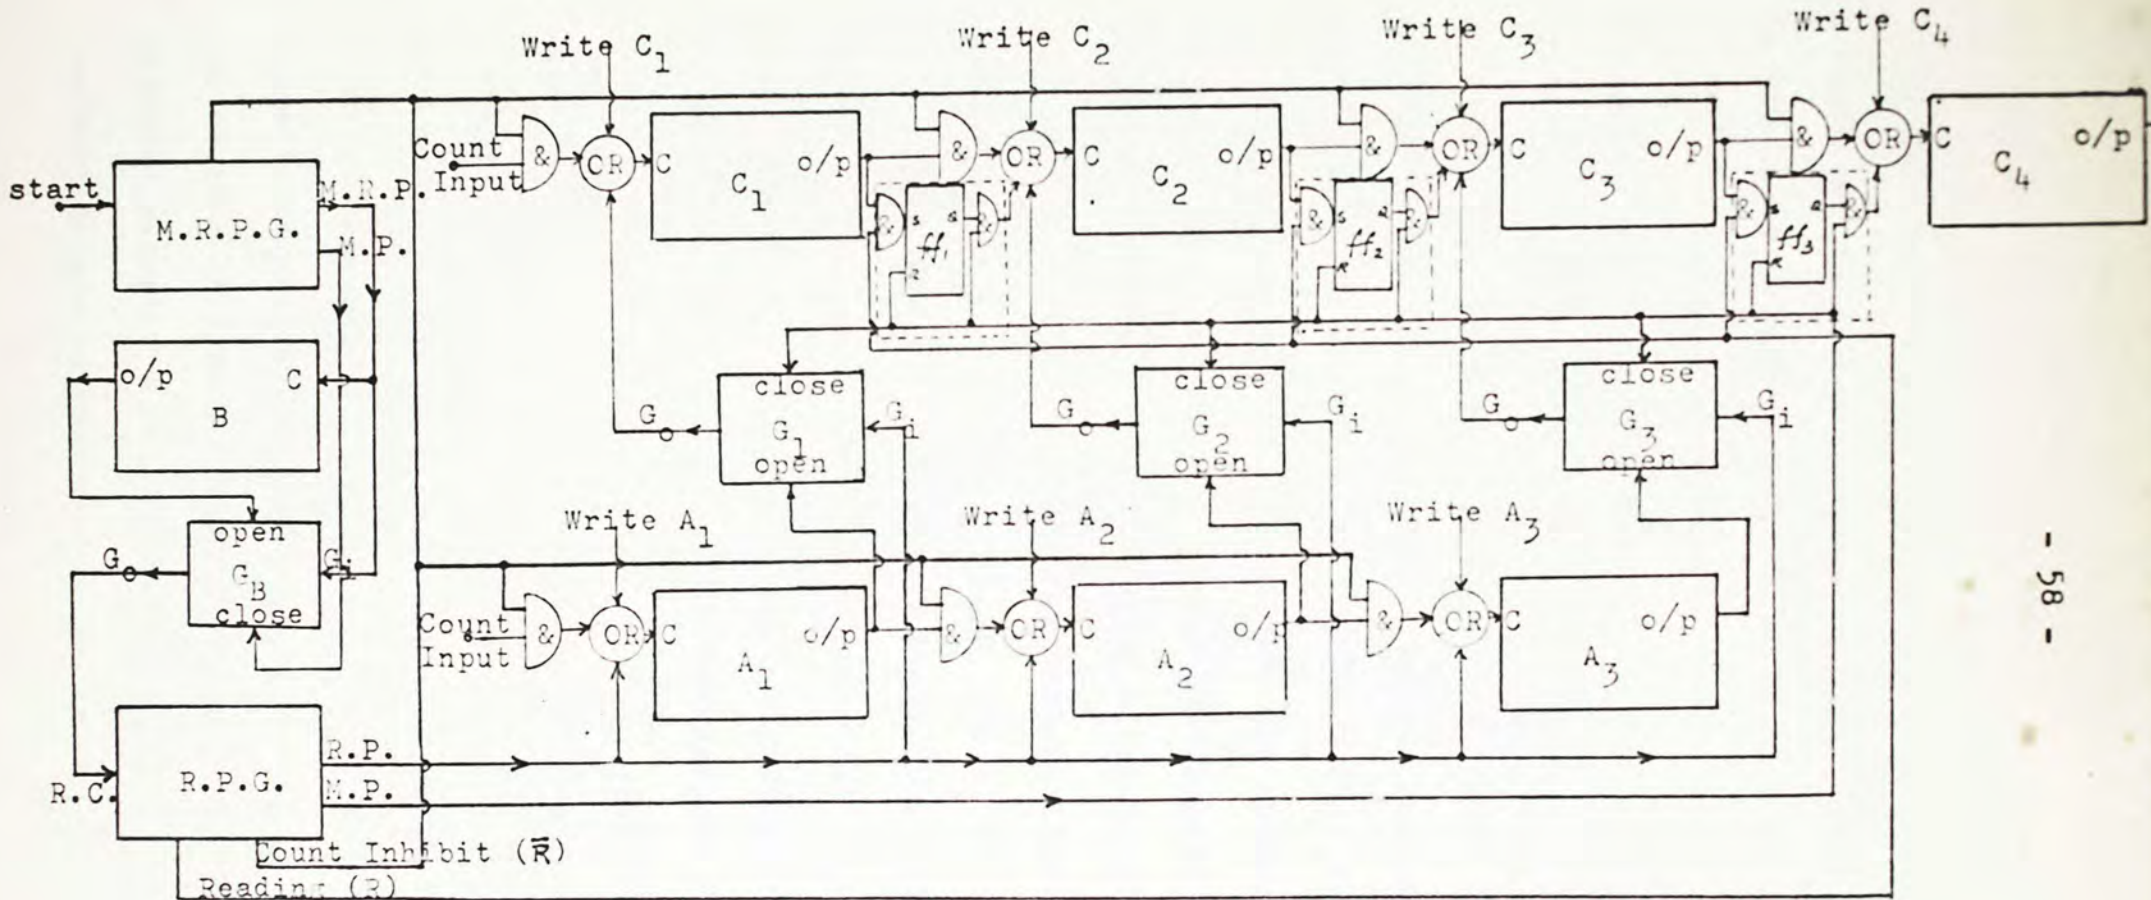 Write C1
Write C2
Write C3
Write C4
start
M.R.P.G.
M.R.P.
M.P.
Count
Input
&
OR
C
o/p
C1
&
OR
C
o/p
C2
&
OR
C
o/p
C3
&
OR
C
o/p
C4
&
S
Q
R
ff1
&
&
S
Q
R
ff2
&
&
S
Q
R
ff3
&
o/p
C
B
close
G1
open
Go
Gi
close
G2
open
Go
Gi
close
G3
open
Go
Gi
open
GB
close
Go
Gi
Write A1
Write A2
Write A3
Count
Input
&
OR
C
o/p
A1
&
OR
C
o/p
A2
&
OR
C
o/p
A3
R.C.
R.P.G.
R.P.
M.P.
Count Inhibit (R̄)
Reading (R)
- 58 -